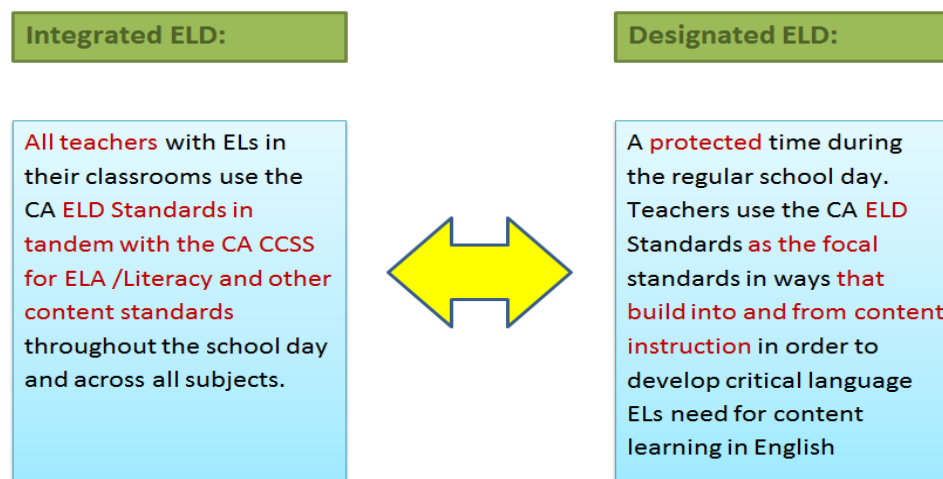 Integrated ELD:
All teachers with ELs in
their classrooms use the
CA ELD Standards in
tandem with the CA CCSS
for ELA /Literacy and other
content standards
throughout the school day
and across all subjects.
Designated ELD:
A protected time during
the regular school day.
Teachers use the CA ELD
Standards as the focal
standards in ways that
build into and from content
instruction in order to
develop critical language
ELs need for content
learning in English